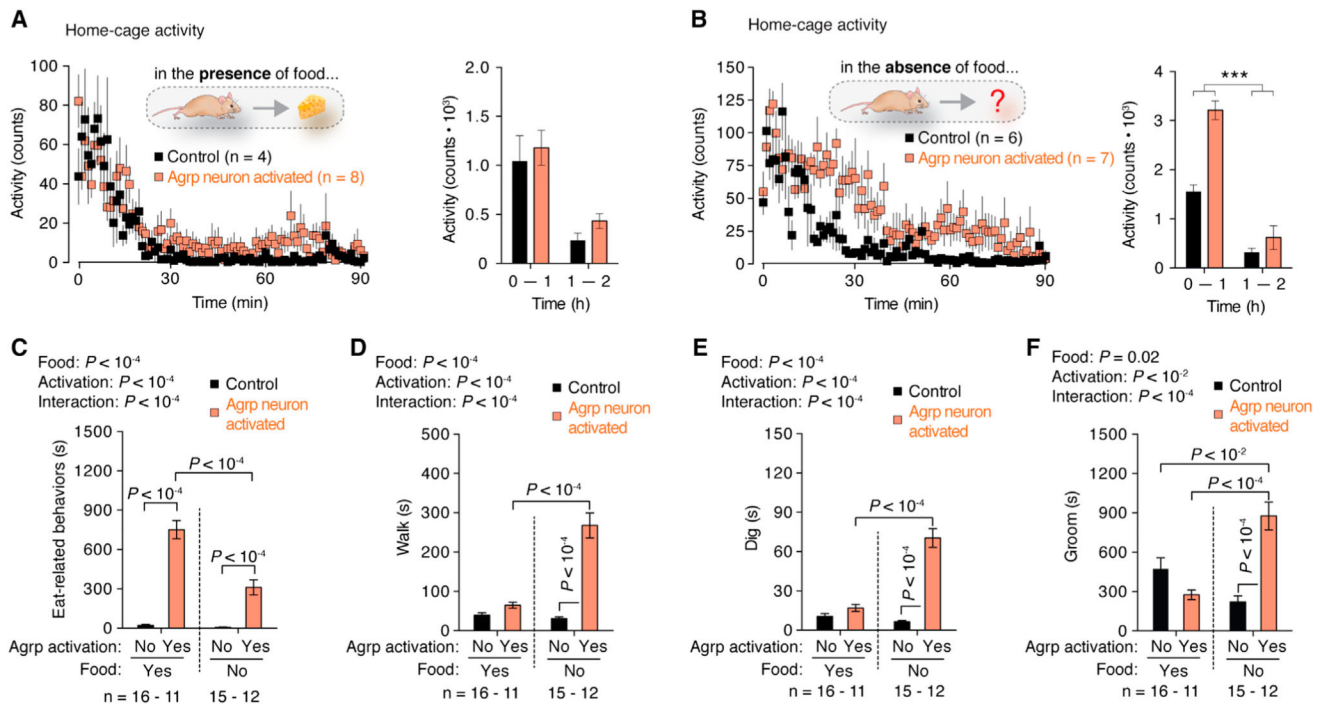 A
Home-cage activity
in the presence of food...
Control (n = 4)
Agrp neuron activated (n = 8)
Activity (counts)
100
80
60
40
20
0
0
30
60
90
Time (min)
Activity (counts • 10³)
2.0
1.5
1.0
0.5
0
0 — 1
1 — 2
Time (h)
B
Home-cage activity
in the absence of food...
?
Control (n = 6)
Agrp neuron activated (n = 7)
Activity (counts)
150
125
100
75
50
25
0
0
30
60
90
Time (min)
Activity (counts • 10³)
4
3
2
1
0
***
0 — 1
1 — 2
Time (h)
C
Food: P < 10⁻⁴
Activation: P < 10⁻⁴
Interaction: P < 10⁻⁴
Control
Agrp neuron
activated
Eat-related behaviors (s)
1500
1200
900
600
300
0
P < 10⁻⁴
P < 10⁻⁴
P < 10⁻⁴
Agrp activation: No Yes No Yes
Food: Yes No
n = 16 - 11 15 - 12
D
Food: P < 10⁻⁴
Activation: P < 10⁻⁴
Interaction: P < 10⁻⁴
Control
Agrp neuron
activated
Walk (s)
500
400
300
200
100
0
P < 10⁻⁴
P < 10⁻⁴
No Yes No Yes
Yes No
n = 16 - 11 15 - 12
E
Food: P < 10⁻⁴
Activation: P < 10⁻⁴
Interaction: P < 10⁻⁴
Control
Agrp neuron
activated
Dig (s)
150
120
90
60
30
0
P < 10⁻⁴
P < 10⁻⁴
Agrp activation: No Yes No Yes
Food: Yes No
n = 16 - 11 15 - 12
F
Food: P = 0.02
Activation: P < 10⁻²
Interaction: P < 10⁻⁴
Control
Agrp neuron
activated
Groom (s)
1500
1200
900
600
300
0
P < 10⁻²
P < 10⁻⁴
P < 10⁻⁴
Agrp activation: No Yes No Yes
Food: Yes No
n = 16 - 11 15 - 12